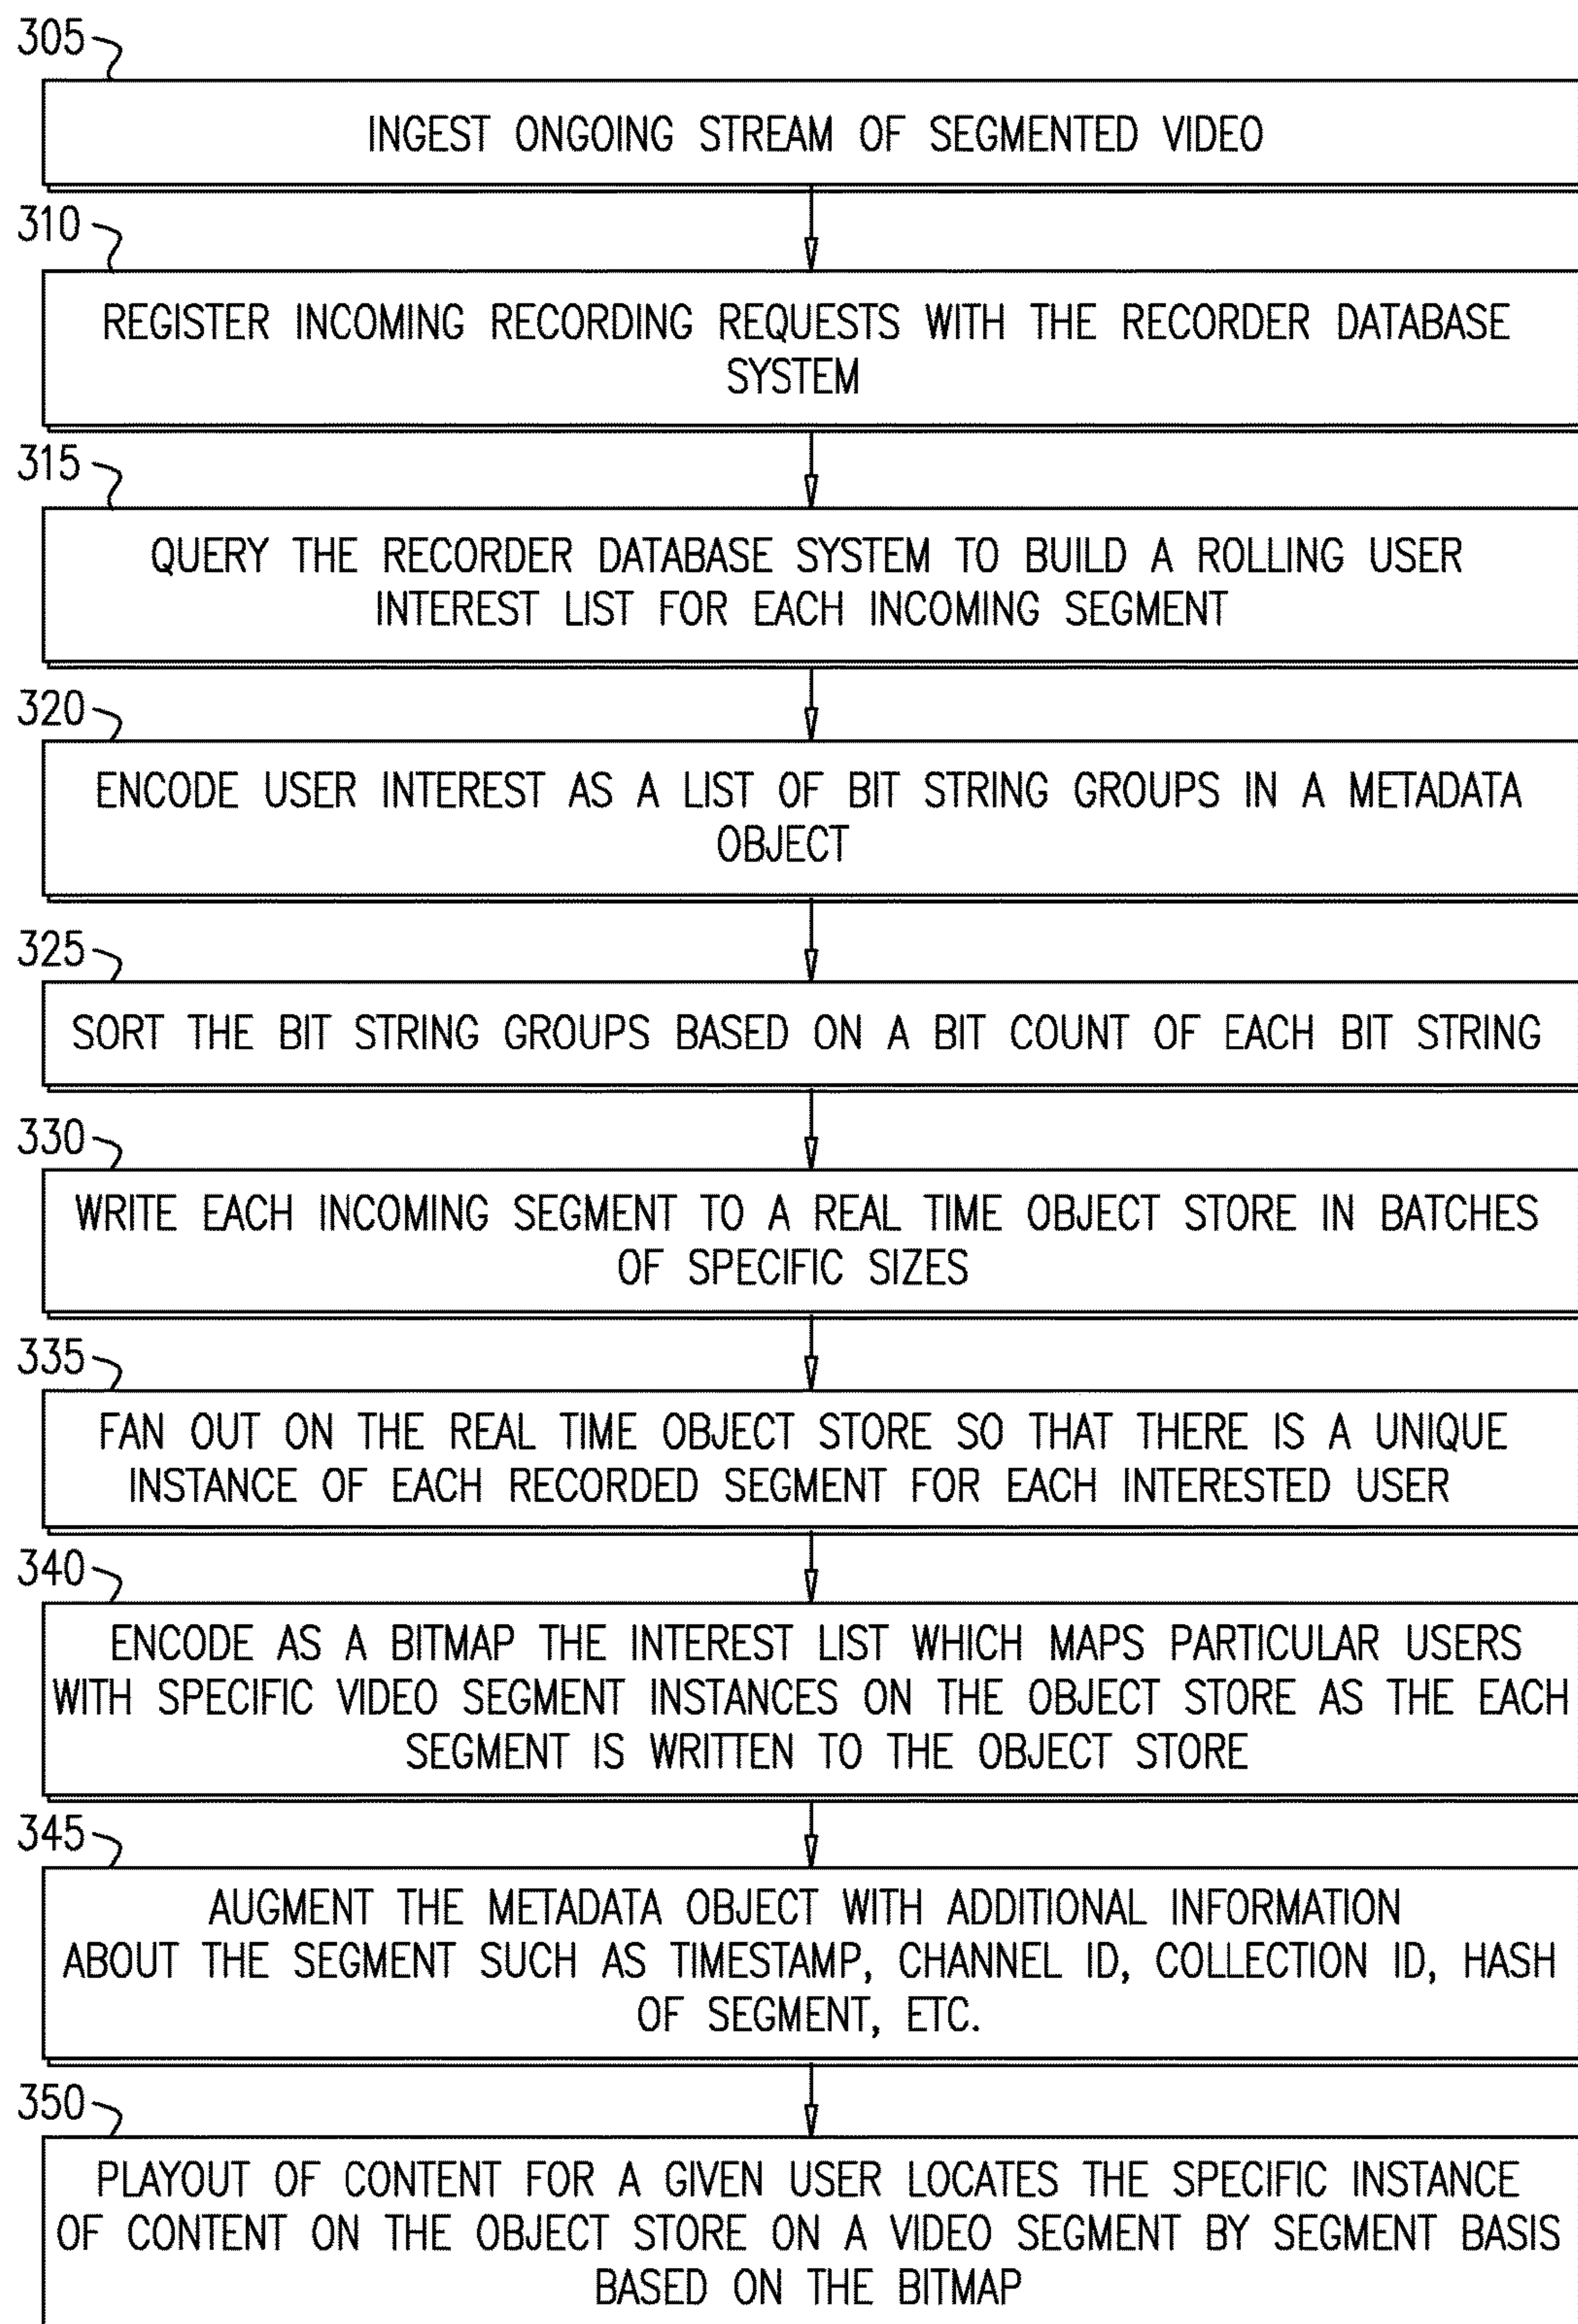 305
INGEST ONGOING STREAM OF SEGMENTED VIDEO
310
REGISTER INCOMING RECORDING REQUESTS WITH THE RECORDER DATABASE
SYSTEM
315
QUERY THE RECORDER DATABASE SYSTEM TO BUILD A ROLLING USER
INTEREST LIST FOR EACH INCOMING SEGMENT
320
ENCODE USER INTEREST AS A LIST OF BIT STRING GROUPS IN A METADATA
OBJECT
325
SORT THE BIT STRING GROUPS BASED ON A BIT COUNT OF EACH BIT STRING
330
WRITE EACH INCOMING SEGMENT TO A REAL TIME OBJECT STORE IN BATCHES
OF SPECIFIC SIZES
335
FAN OUT ON THE REAL TIME OBJECT STORE SO THAT THERE IS A UNIQUE
INSTANCE OF EACH RECORDED SEGMENT FOR EACH INTERESTED USER
340
ENCODE AS A BITMAP THE INTEREST LIST WHICH MAPS PARTICULAR USERS
WITH SPECIFIC VIDEO SEGMENT INSTANCES ON THE OBJECT STORE AS THE EACH
SEGMENT IS WRITTEN TO THE OBJECT STORE
345
AUGMENT THE METADATA OBJECT WITH ADDITIONAL INFORMATION
ABOUT THE SEGMENT SUCH AS TIMESTAMP, CHANNEL ID, COLLECTION ID, HASH
OF SEGMENT, ETC.
350
PLAYOUT OF CONTENT FOR A GIVEN USER LOCATES THE SPECIFIC INSTANCE
OF CONTENT ON THE OBJECT STORE ON A VIDEO SEGMENT BY SEGMENT BASIS
BASED ON THE BITMAP